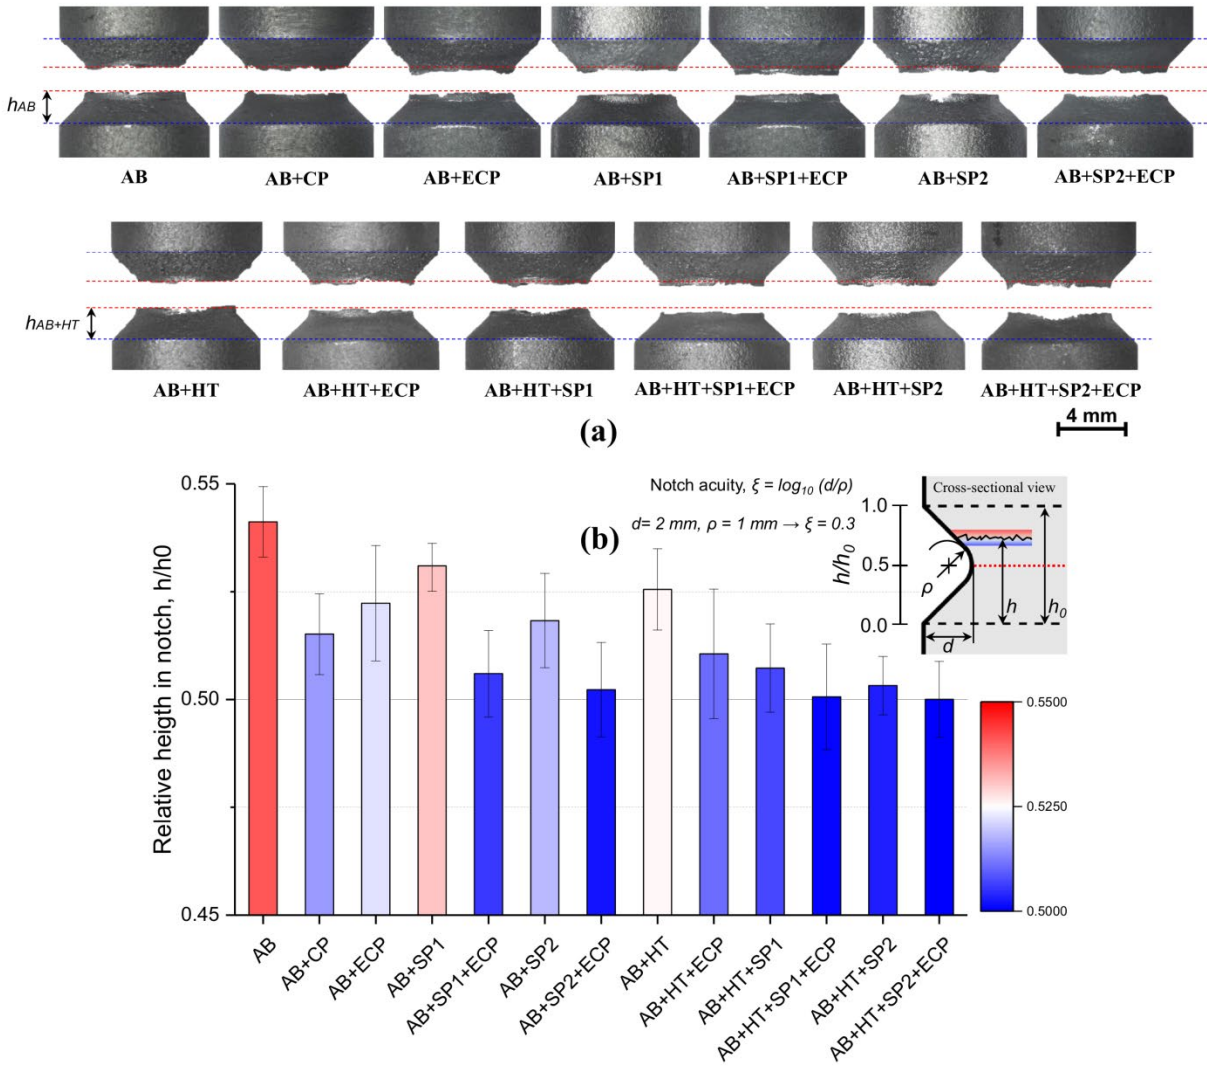 hAB
AB AB+CP AB+ECP AB+SP1 AB+SP1+ECP AB+SP2 AB+SP2+ECP
hAB+HT
AB+HT AB+HT+ECP AB+HT+SP1 AB+HT+SP1+ECP AB+HT+SP2 AB+HT+SP2+ECP
(a)
4 mm
Relative heigth in notch, h/h0
0.55
0.50
0.45
Notch acuity, ξ = log10 (d/ρ)
(b)
d= 2 mm, ρ = 1 mm → ξ = 0.3
Cross-sectional view
1.0
h/h0
0.5
0.0
ρ
h
h0
d
0.5500
0.5250
0.5000
AB
AB+CP
AB+ECP
AB+SP1
AB+SP1+ECP
AB+SP2
AB+SP2+ECP
AB+HT
AB+HT+ECP
AB+HT+SP1
AB+HT+SP1+ECP
AB+HT+SP2
AB+HT+SP2+ECP